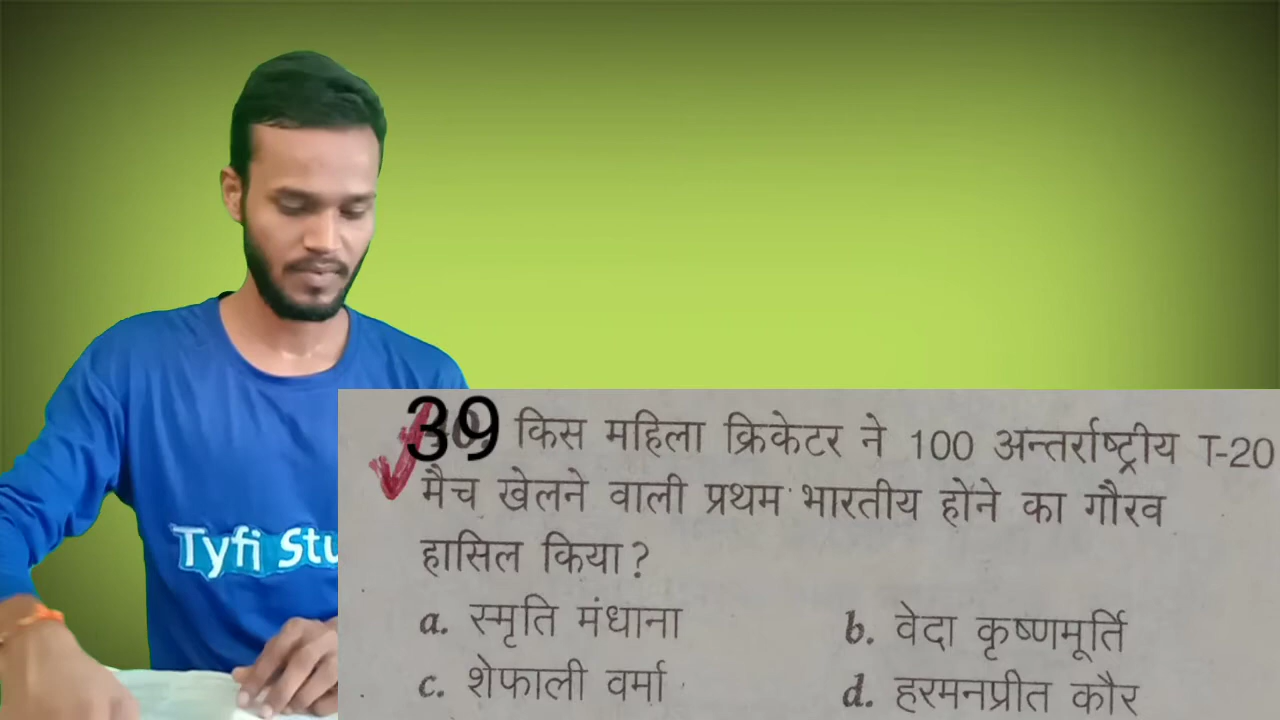 Tyfi Stu
39 किस महिला क्रिकेटर ने 100 अन्तर्राष्ट्रीय T-20
मैच खेलने वाली प्रथम भारतीय होने का गौरव
हासिल किया?
a. स्मृति मंधाना b. वेदा कृष्णमूर्ति
c. शेफाली वर्मा d. हरमनप्रीत कौर